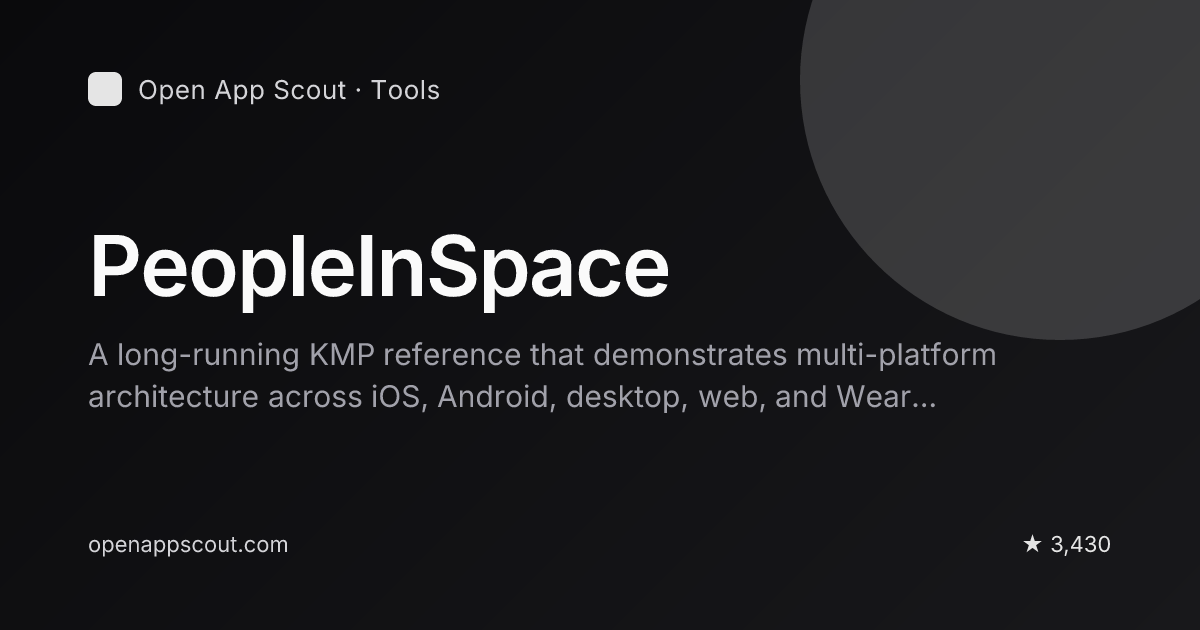 Open App Scout · Tools
PeopleInSpace
A long-running KMP reference that demonstrates multi-platform
architecture across iOS, Android, desktop, web, and Wear...
openappscout.com
★ 3,430